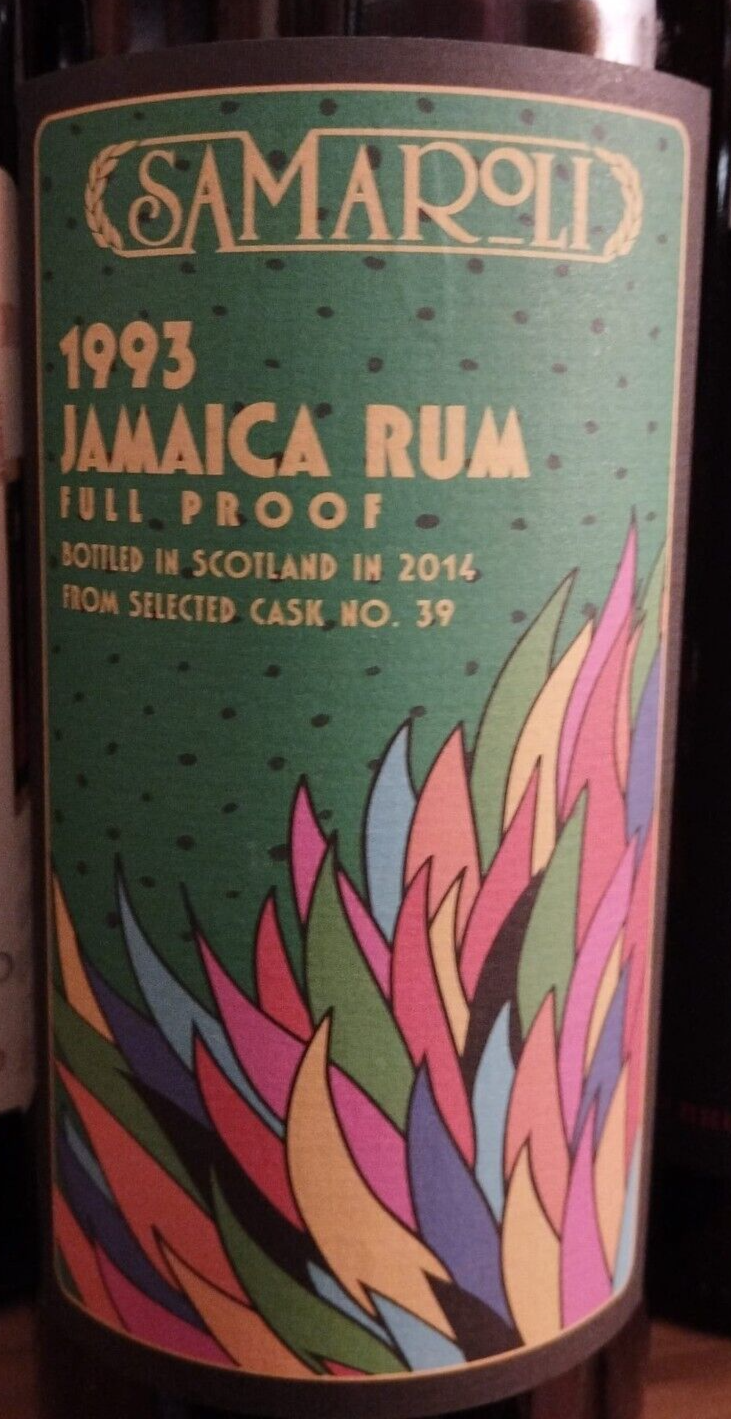 SAMAROLI
1993
JAMAICA RUM
FULL PROOF
BOTTLED IN SCOTLAND IN 2014
FROM SELECTED CASK NO. 39